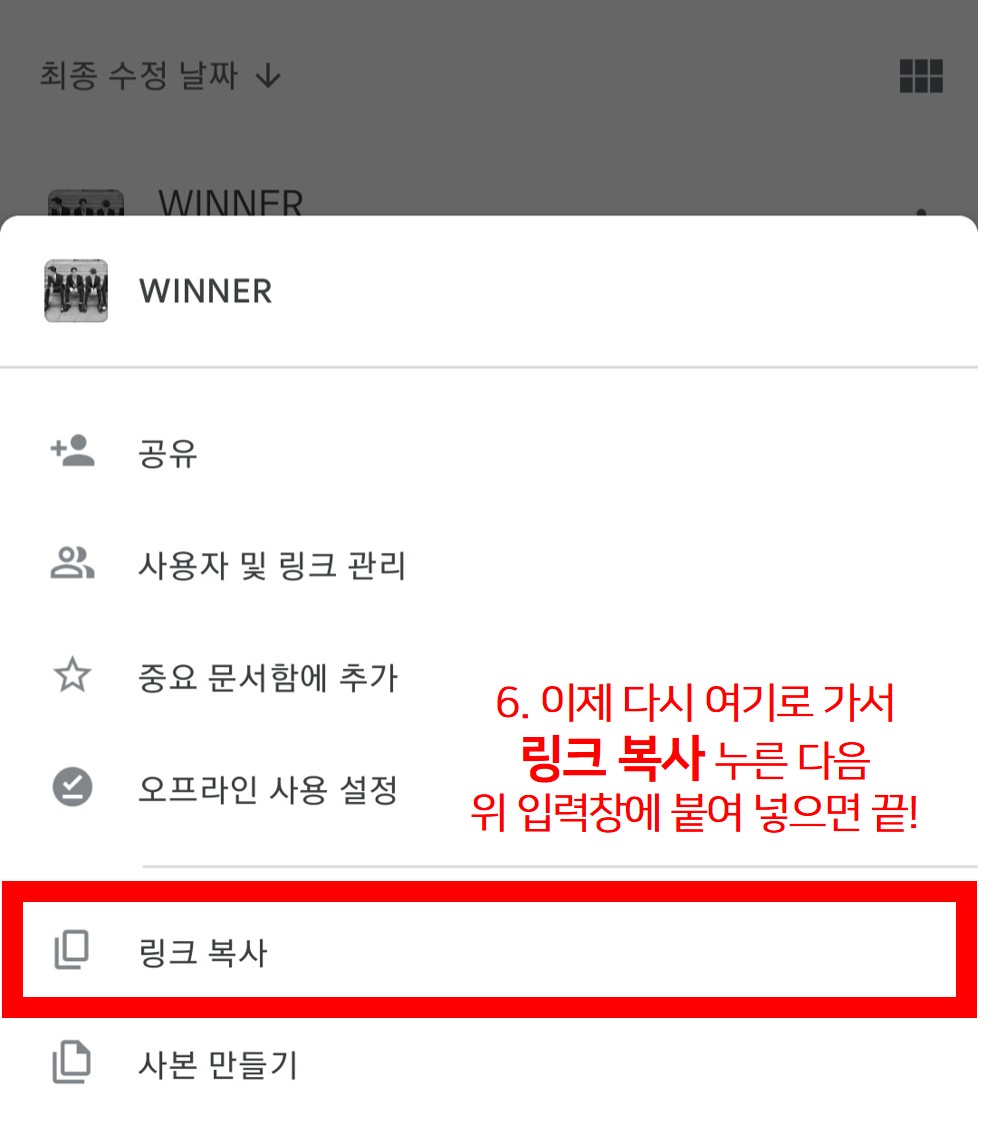 최종 수정 날짜 ↓
WINNER
WINNER
공유
사용자 및 링크 관리
중요 문서함에 추가
6. 이제 다시 여기로 가서
링크 복사 누른 다음
위 입력창에 붙여 넣으면 끝!
오프라인 사용 설정
링크 복사
사본 만들기